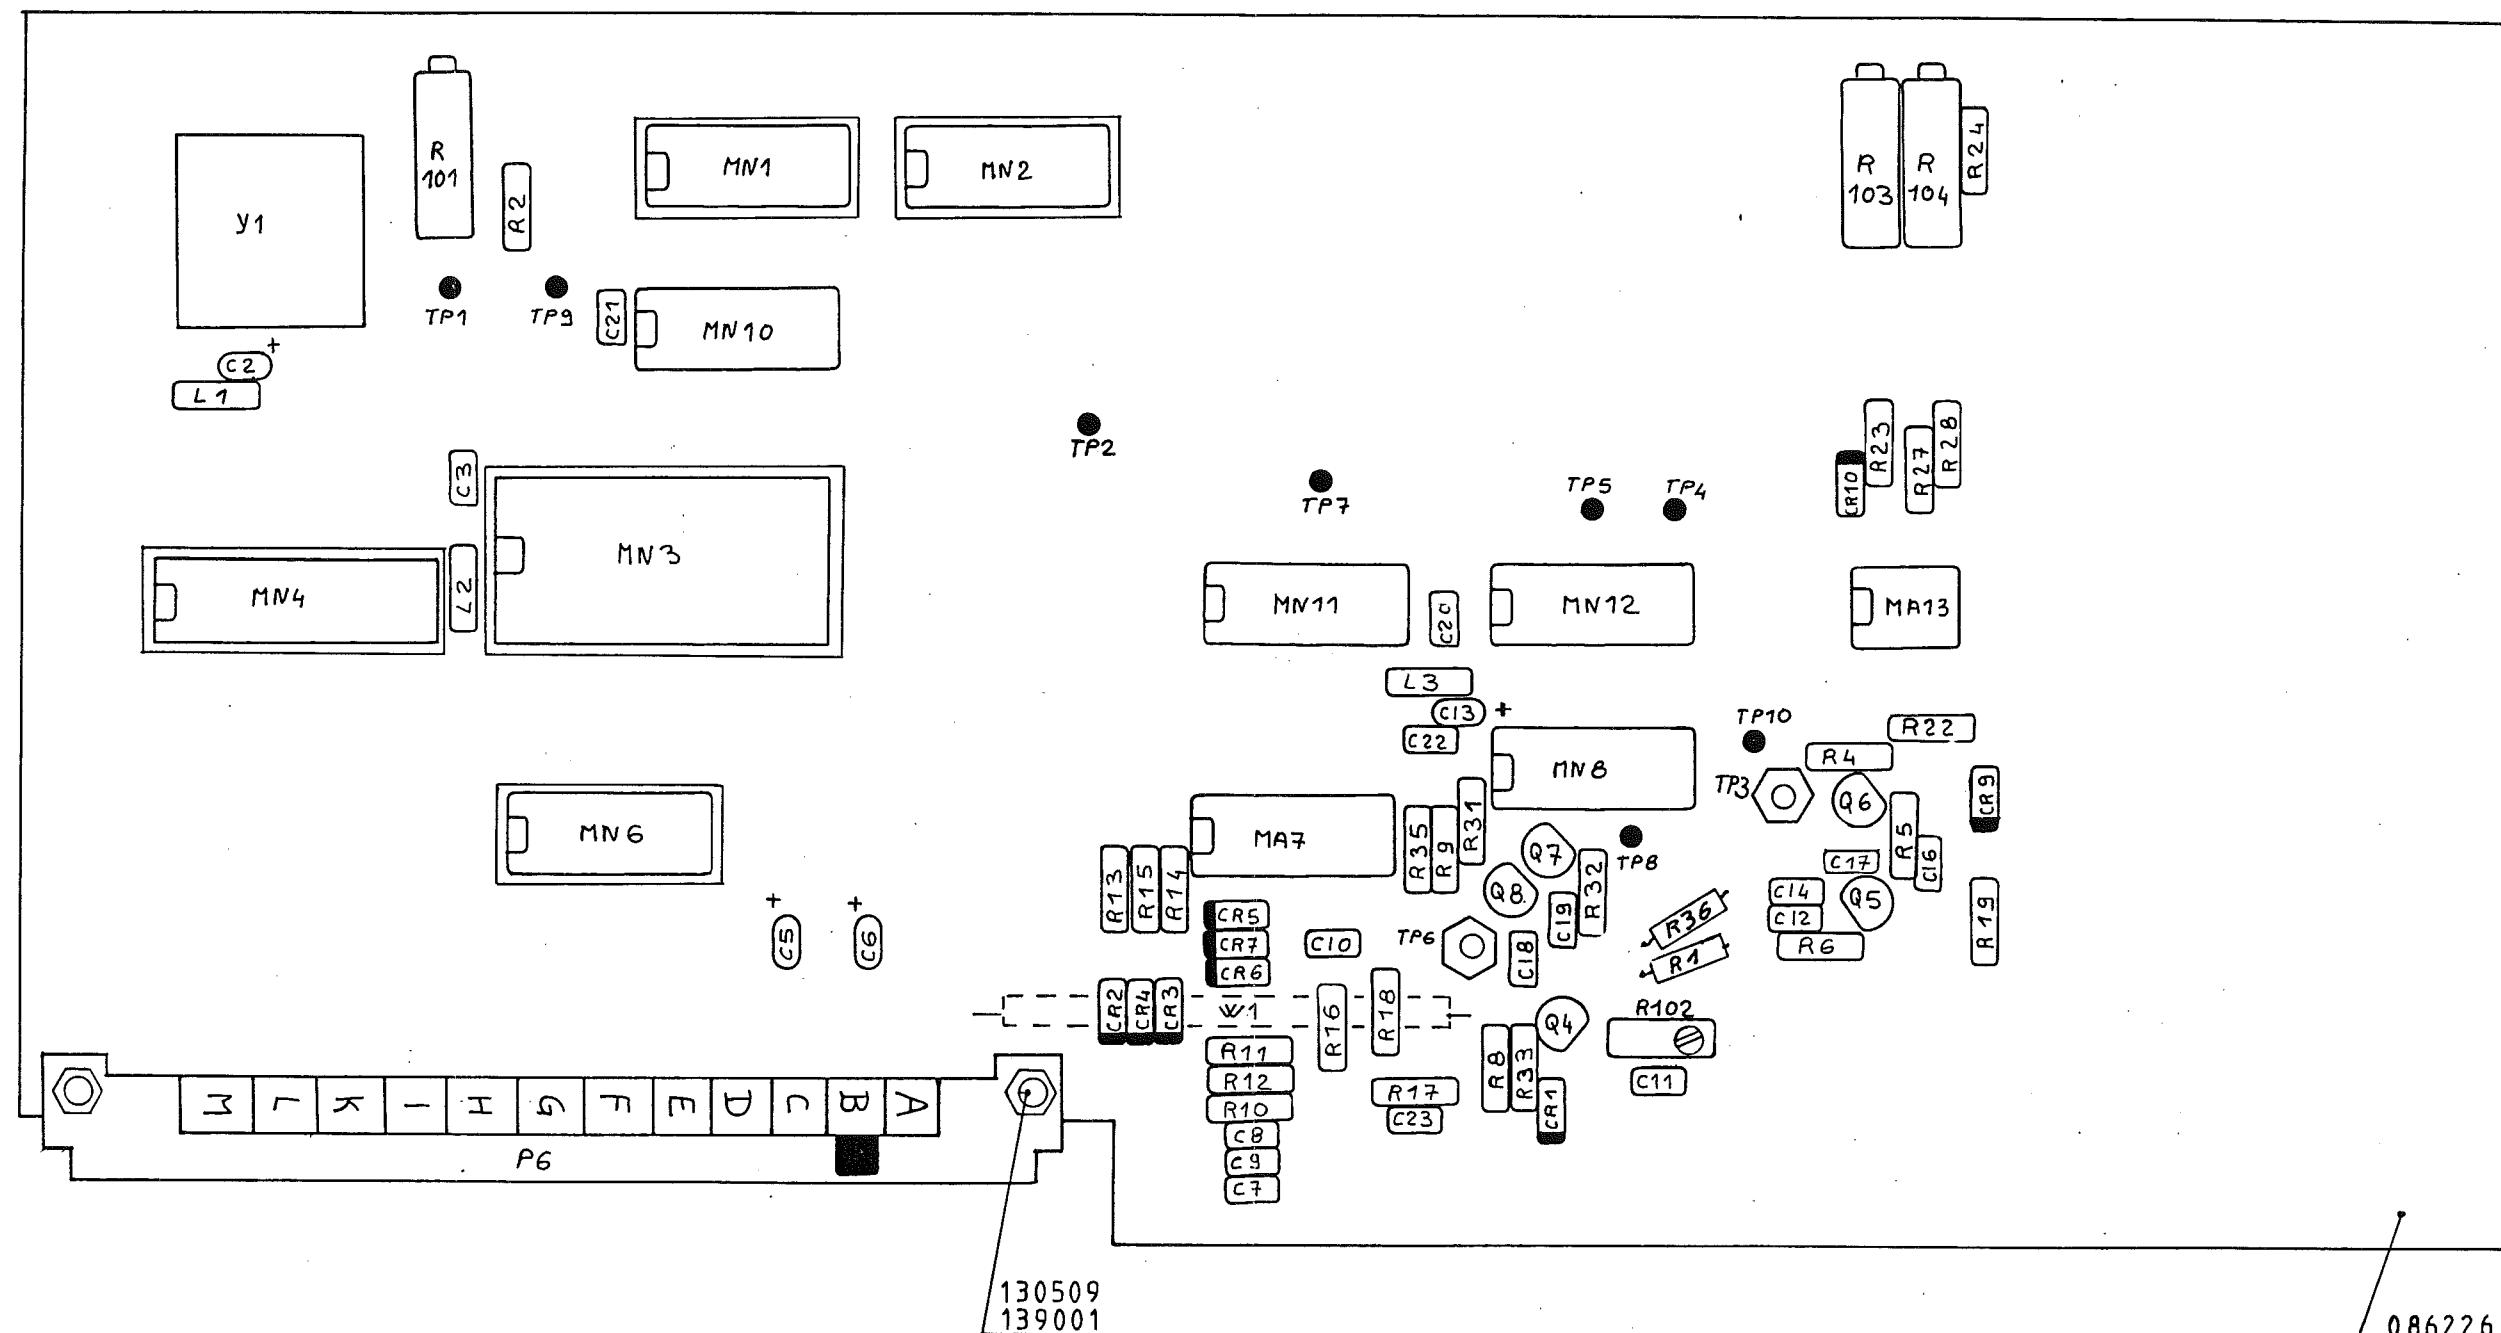 R
101
R2
MN1
MN2
R
103
R
104
R24
Y1
TP1
TP9
C21
MN10
C2
+
L1
TP2
C3
TP7
TP5
TP4
CR10
R23
R27
R28
MN4
L2
MN3
MN11
C20
MN12
MA13
L3
C13
+
C22
MN8
TP10
R22
R4
TP3
Q6
CR9
R5
C16
C17
MN6
MA7
R35
R9
R31
Q7
Q8
TP8
R32
C19
R13
R15
R14
CR5
CR7
CR6
C10
TP6
C18
R36
R1
C14
C12
Q5
R6
R19
+
C5
+
C6
CR2
CR4
CR3
W1
R16
R18
Q4
R102
R11
R12
R10
C8
C9
C7
R17
C23
R8
R33
CR1
C11
M
L
K
I
H
G
F
E
D
C
B
A
P6
130509
139001
086226